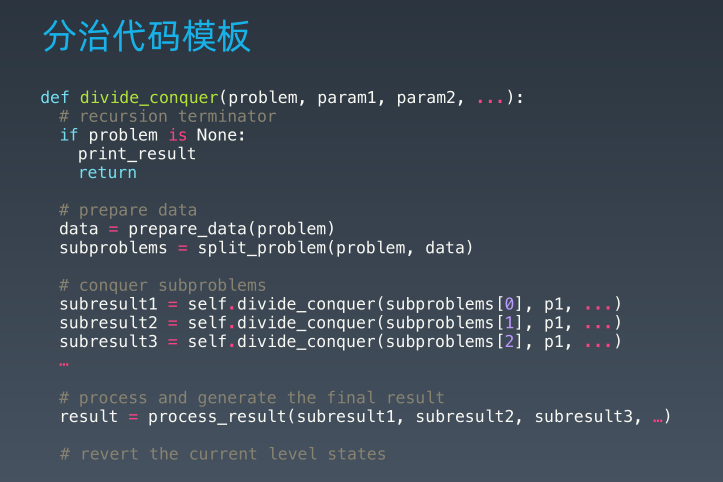 分治代码模板
def divide_conquer(problem, param1, param2, ...):
# recursion terminator
if problem is None:
print_result
return
# prepare data
data = prepare_data(problem)
subproblems = split_problem(problem, data)
# conquer subproblems
subresult1 = self.divide_conquer(subproblems[0], p1, ...)
subresult2 = self.divide_conquer(subproblems[1], p1, ...)
subresult3 = self.divide_conquer(subproblems[2], p1, ...)
…
# process and generate the final result
result = process_result(subresult1, subresult2, subresult3, …)
# revert the current level states